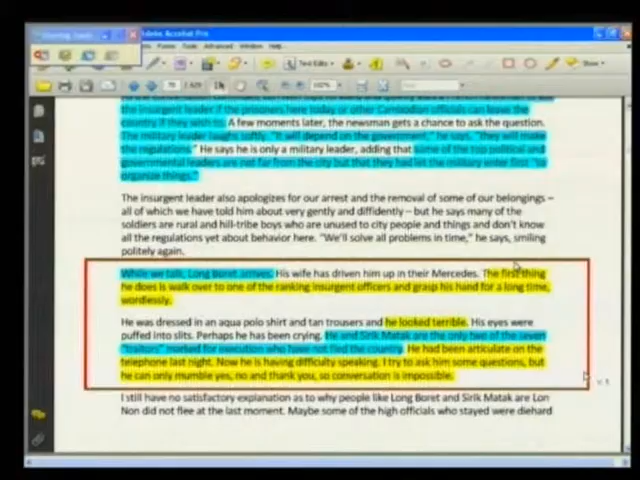 Adobe Acrobat Pro
Forms Tools Advanced Window Help
Text Edits
Show
the insurgent leader if the prisoners here today or other Cambodian officials can leave the
country if they wish to. A few moments later, the newsman gets a chance to ask the question.
The military leader laughs softly. "It will depend on the government," he says, "they will make
the regulations." He says he is only a military leader, adding that some of the top political and
governmental leaders are not far from the city but that they had let the military enter first "to
organize things."
The insurgent leader also apologizes for our arrest and the removal of some of our belongings –
all of which we have told him about very gently and diffidently – but he says many of the
soldiers are rural and hill-tribe boys who are unused to city people and things and don't know
all the regulations yet about behavior here. "We'll solve all problems in time," he says, smiling
politely again.
While we talk, Long Boret arrives. His wife has driven him up in their Mercedes. The first thing
he does is walk over to one of the ranking insurgent officers and grasp his hand for a long time,
wordlessly.
He was dressed in an aqua polo shirt and tan trousers and he looked terrible. His eyes were
puffed into slits. Perhaps he has been crying. He and Sirik Matak are the only two of the seven
"traitors" marked for execution who have not fled the country. He had been articulate on the
telephone last night. Now he is having difficulty speaking. I try to ask him some questions, but
he can only mumble yes, no and thank you, so conversation is impossible.
I still have no satisfactory explanation as to why people like Long Boret and Sirik Matak are Lon
Non did not flee at the last moment. Maybe some of the high officials who stayed were diehard